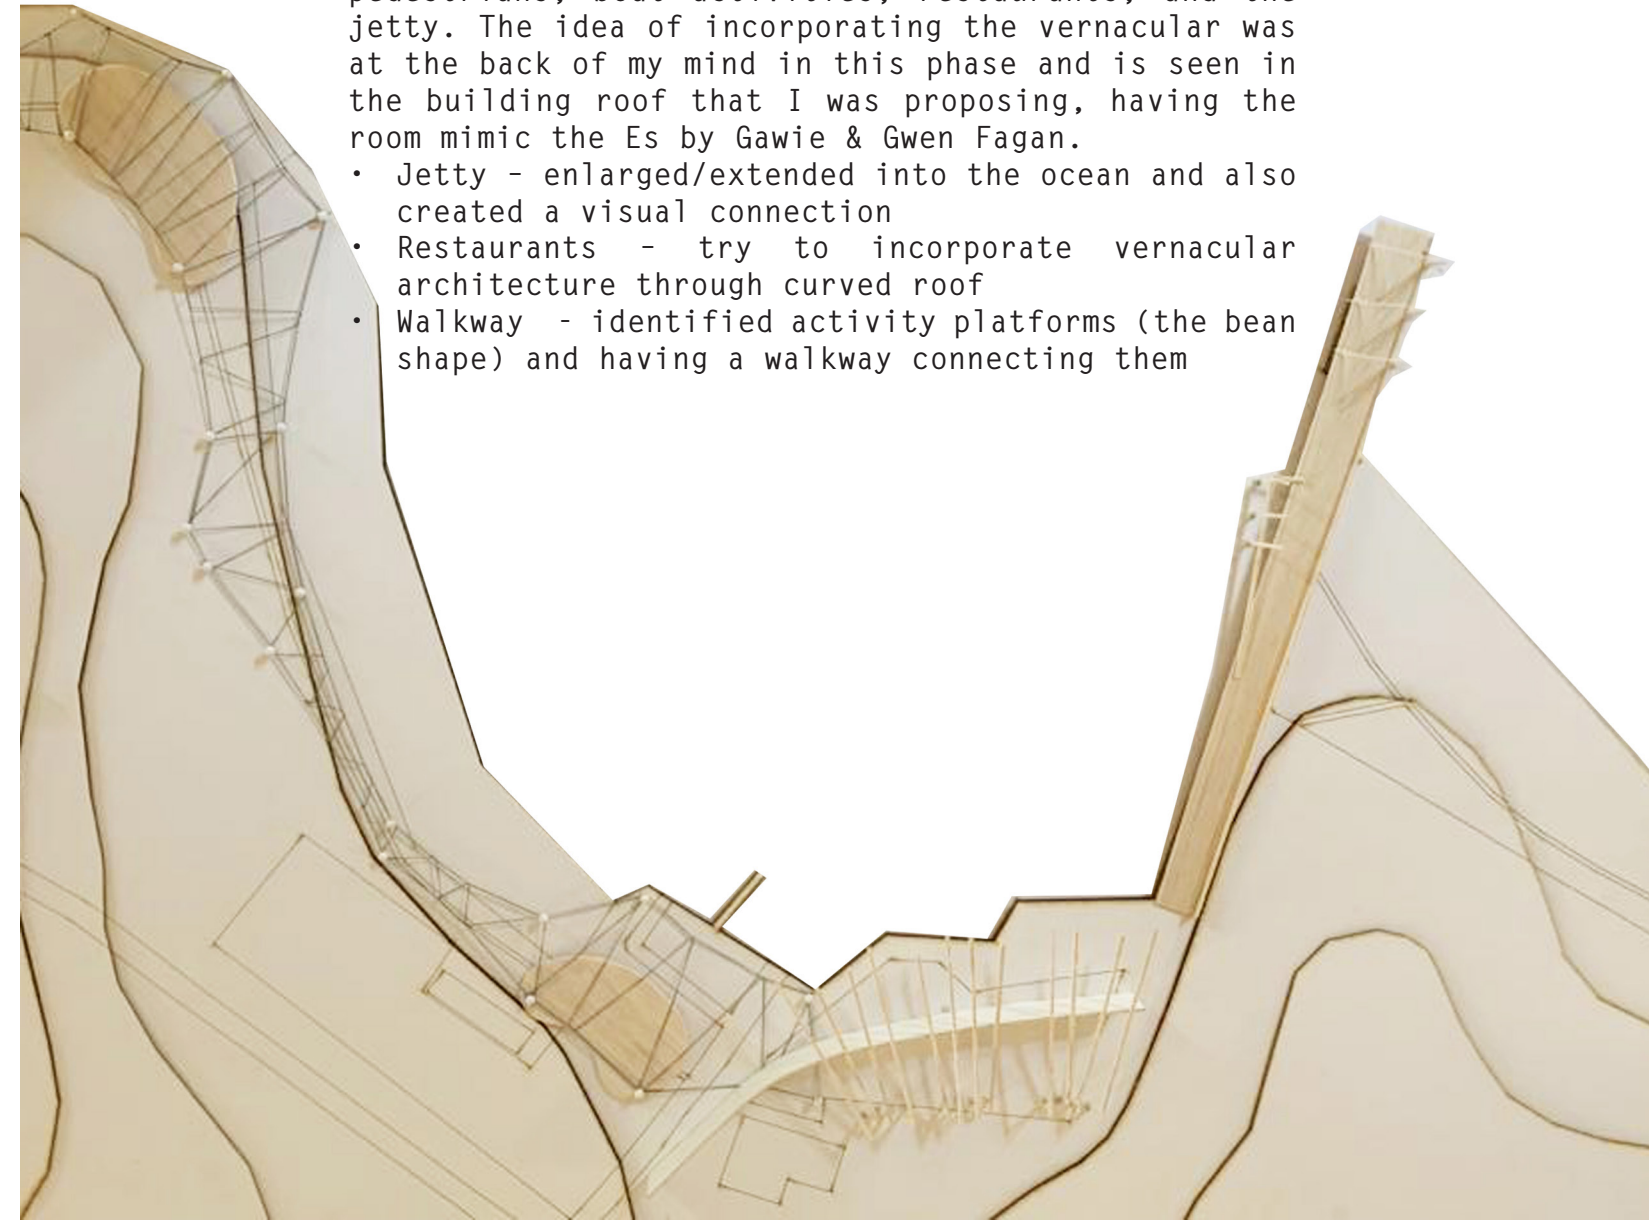 jetty. The idea of incorporating the vernacular was
at the back of my mind in this phase and is seen in
the building roof that I was proposing, having the
room mimic the Es by Gawie & Gwen Fagan.
· Jetty - enlarged/extended into the ocean and also
created a visual connection
· Restaurants - try to incorporate vernacular
architecture through curved roof
· Walkway - identified activity platforms (the bean
shape) and having a walkway connecting them